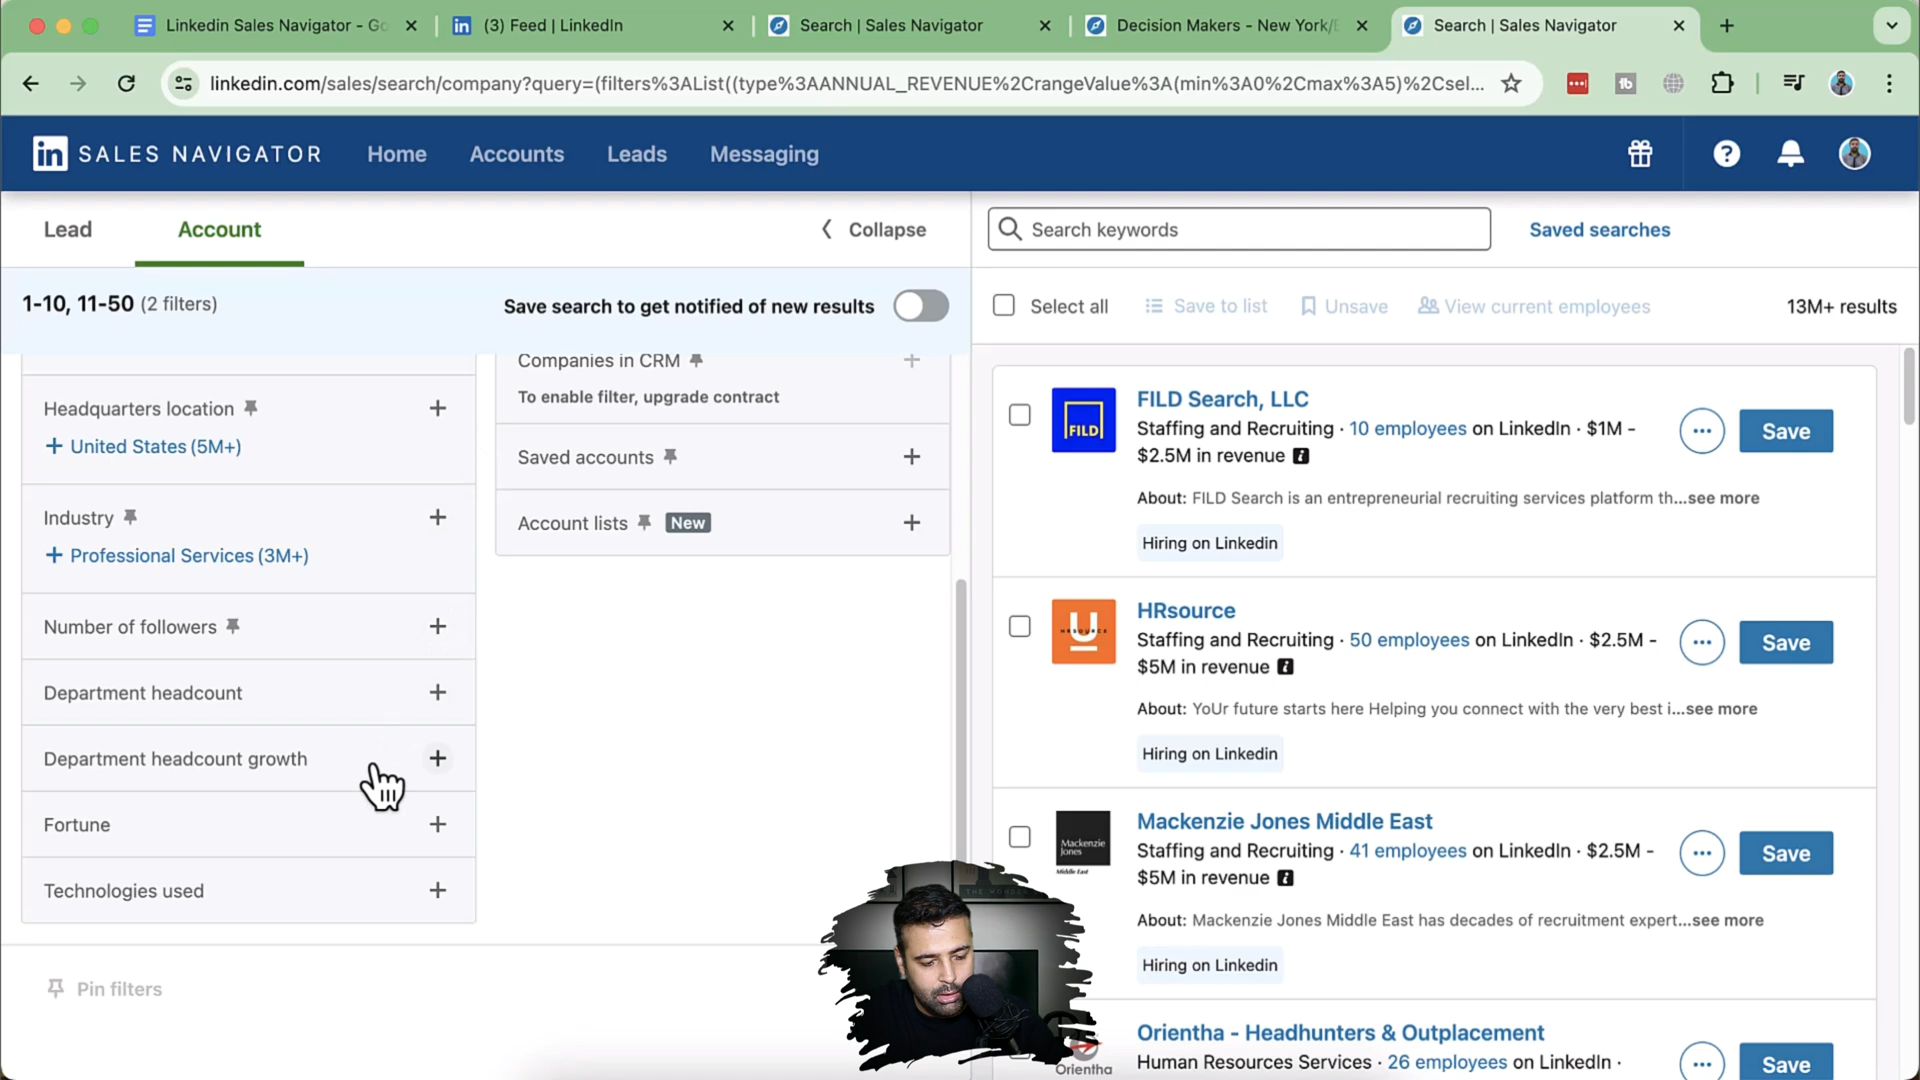 Linkedin Sales Navigator - Go
(3) Feed | LinkedIn
Search | Sales Navigator
Decision Makers - New York/
Search | Sales Navigator
linkedin.com/sales/search/company?query=(filters%3AList((type%3AANNUAL_REVENUE%2CrangeValue%3A(min%3A0%2Cmax%3A5)%2Csel...
in SALES NAVIGATOR
Home
Accounts
Leads
Messaging
Lead
Account
Collapse
1-10, 11-50 (2 filters)
Save search to get notified of new results
Headquarters location
+ United States (5M+)
Industry
+ Professional Services (3M+)
Number of followers
Department headcount
Department headcount growth
Fortune
Technologies used
Pin filters
Companies in CRM
To enable filter, upgrade contract
Saved accounts
Account lists New
Search keywords
Saved searches
Select all
Save to list
Unsave
View current employees
13M+ results
FILD
FILD Search, LLC
Staffing and Recruiting · 10 employees on LinkedIn · $1M -
$2.5M in revenue
About: FILD Search is an entrepreneurial recruiting services platform th...see more
Hiring on Linkedin
Save
HRSOURCE
HRsource
Staffing and Recruiting · 50 employees on LinkedIn · $2.5M -
$5M in revenue
About: YoUr future starts here Helping you connect with the very best i...see more
Hiring on Linkedin
Save
Mackenzie
Jones
Middle East
Mackenzie Jones Middle East
Staffing and Recruiting · 41 employees on LinkedIn · $2.5M -
$5M in revenue
About: Mackenzie Jones Middle East has decades of recruitment expert...see more
Hiring on Linkedin
Save
Orientha
Orientha - Headhunters & Outplacement
Human Resources Services · 26 employees on LinkedIn ·
Save